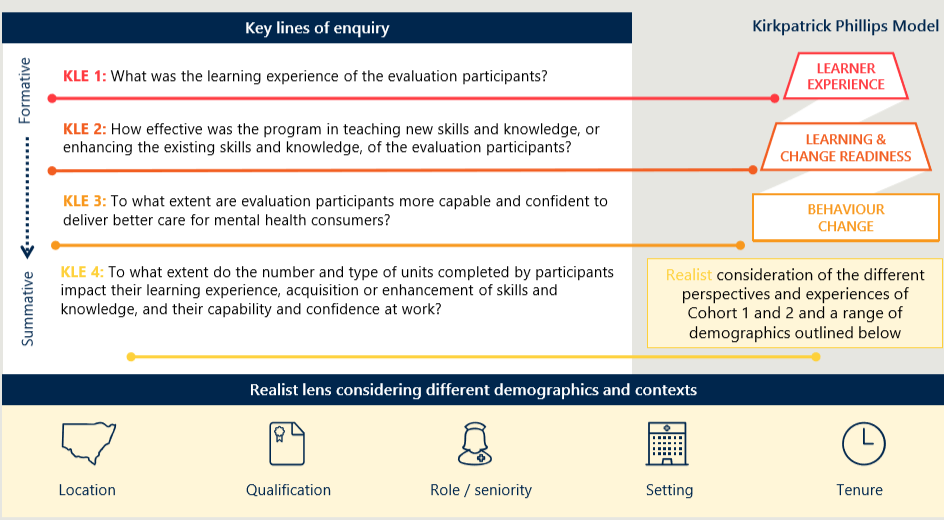 Key lines of enquiry
Kirkpatrick Phillips Model
Formative
Summative
KLE 1: What was the learning experience of the evaluation participants?
LEARNER
EXPERIENCE
KLE 2: How effective was the program in teaching new skills and knowledge, or
enhancing the existing skills and knowledge, of the evaluation participants?
LEARNING &
CHANGE READINESS
KLE 3: To what extent are evaluation participants more capable and confident to
deliver better care for mental health consumers?
BEHAVIOUR
CHANGE
KLE 4: To what extent do the number and type of units completed by participants
impact their learning experience, acquisition or enhancement of skills and
knowledge, and their capability and confidence at work?
Realist consideration of the different
perspectives and experiences of
Cohort 1 and 2 and a range of
demographics outlined below
Realist lens considering different demographics and contexts
Location
Qualification
Role / seniority
Setting
Tenure